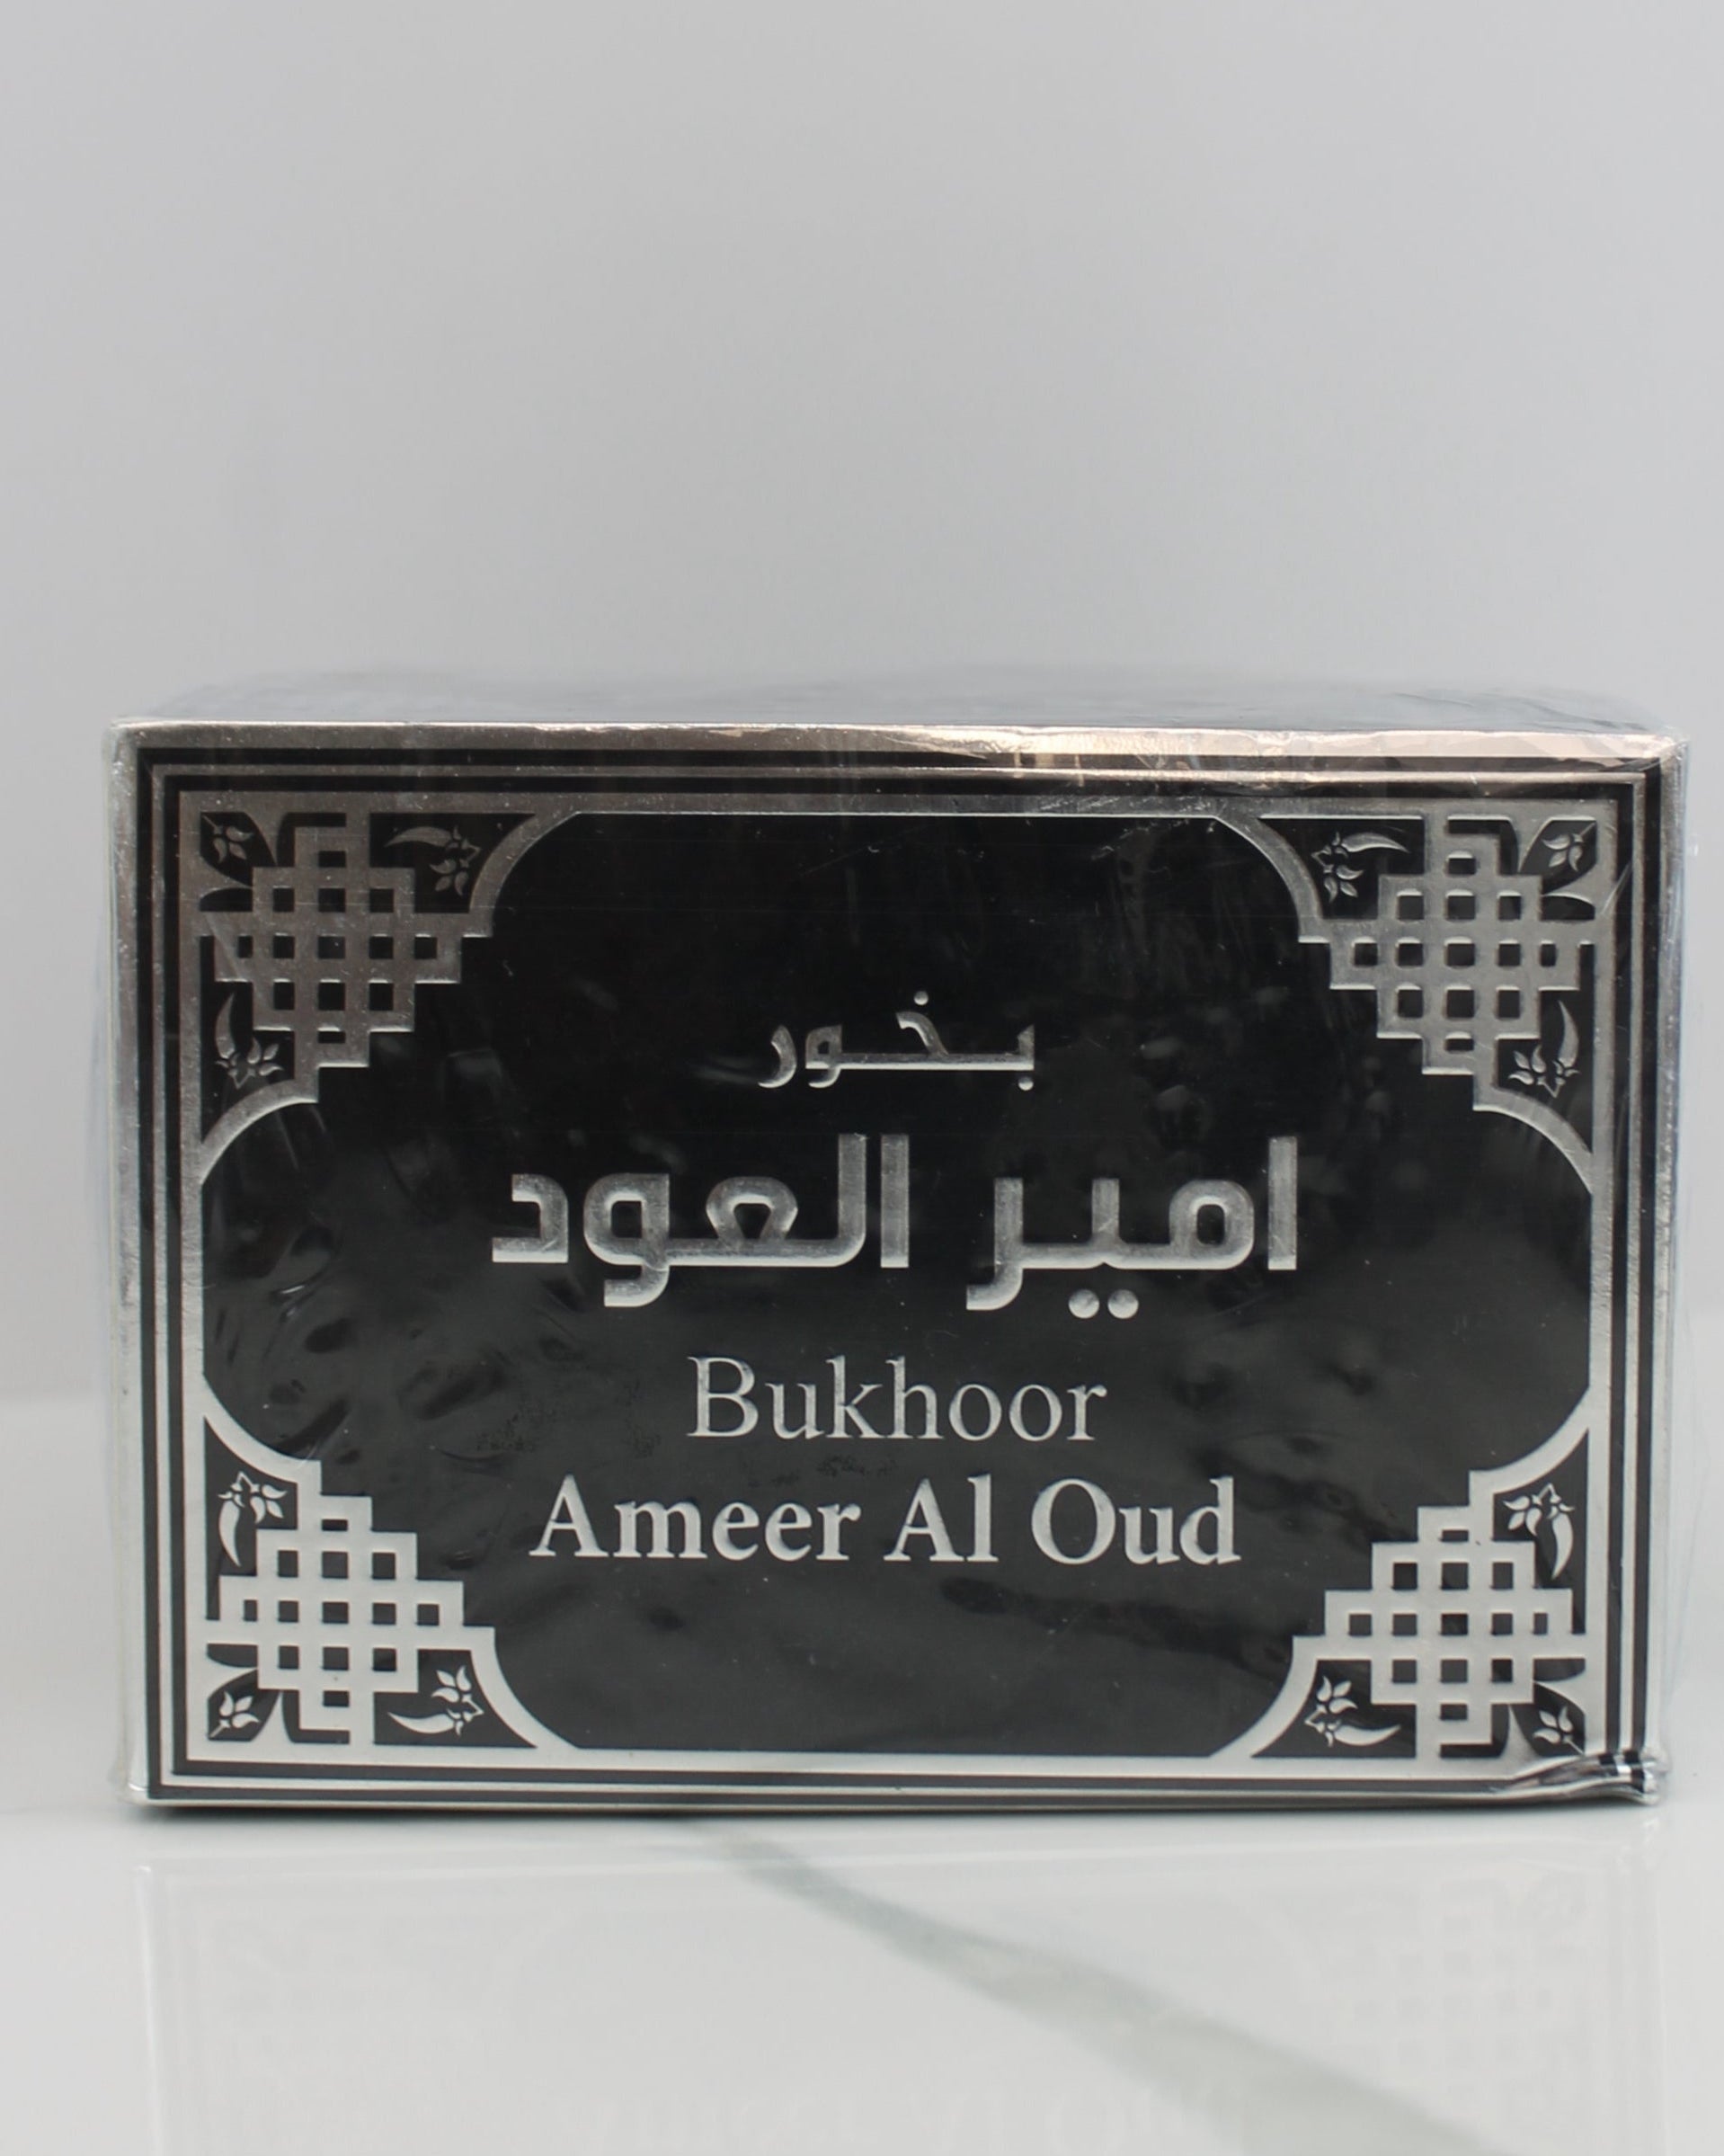 بخور
امير العود
Bukhoor
Ameer Al Oud